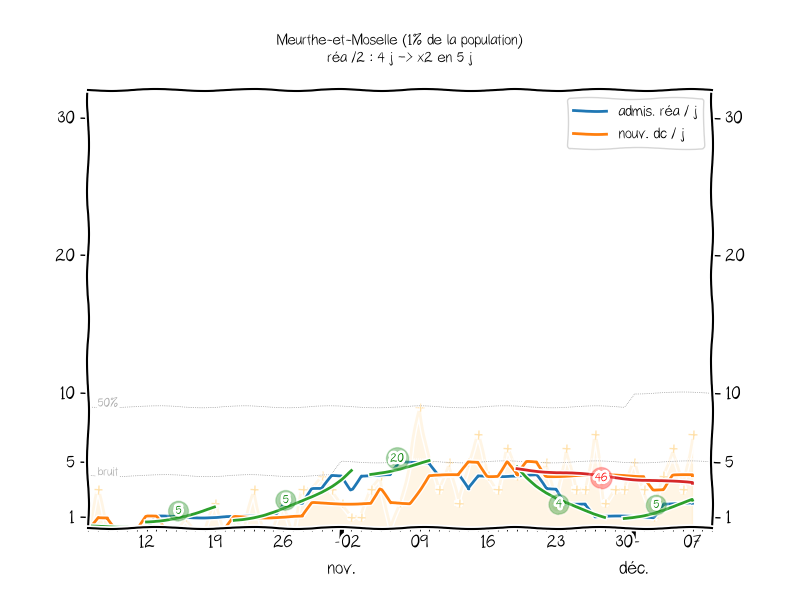 Meurthe-et-Moselle (1% de la population)
réa /2 : 4 j -> x2 en 5 j
admis. réa / j
nouv. dc / j
30 30
20 20
10 10
50%
5 5
bruit
1 1
5 5 20 4 46 5
12 19 26 02 09 16 23 30 07
nov. déc.